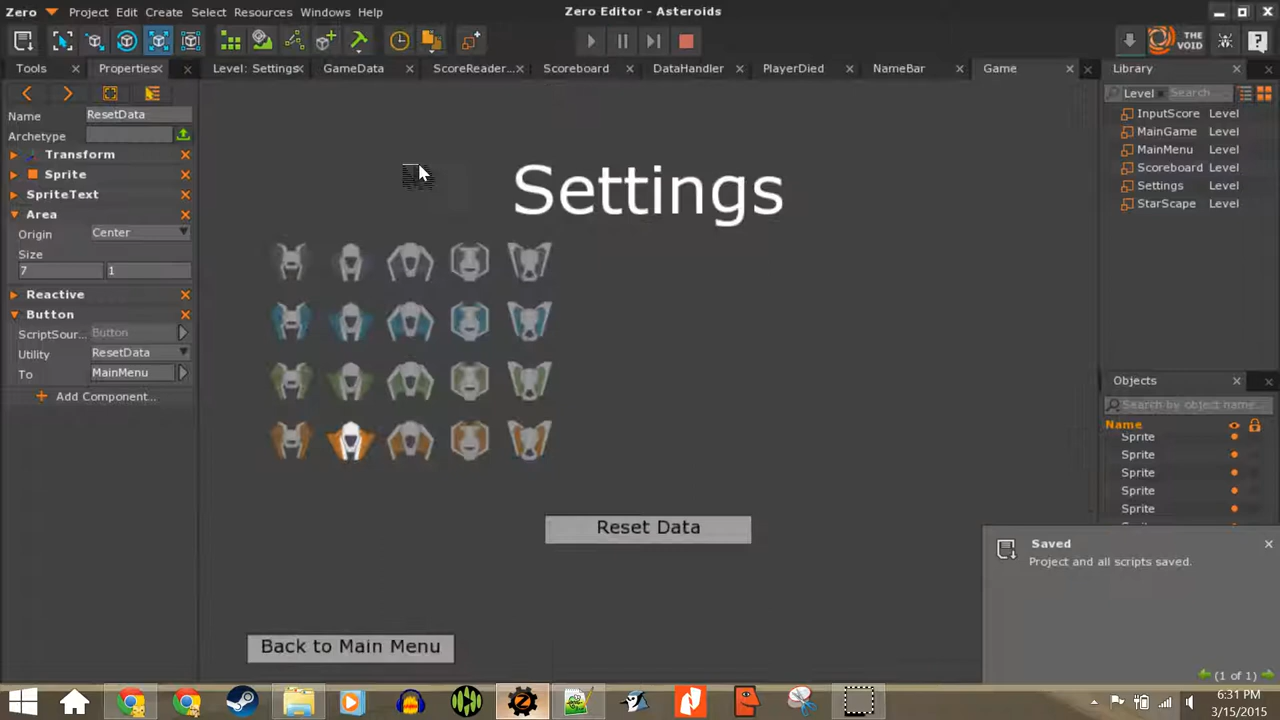 Zero Project Edit Create Select Resources Windows Help
Zero Editor - Asteroids
THE VOID
Tools Properties Level: Settings GameData ScoreReader... Scoreboard DataHandler PlayerDied NameBar Game Library
Name ResetData
Archetype
Transform
Sprite
SpriteText
Area
Origin Center
Size
7 1
Reactive
Button
ScriptSour... Button
Utility ResetData
To MainMenu
+ Add Component...
Settings
Reset Data
Back to Main Menu
Level Search...
InputScore Level
MainGame Level
MainMenu Level
Scoreboard Level
Settings Level
StarScape Level
Objects
Search by object name...
Name
Sprite
Sprite
Sprite
Sprite
Sprite
Saved
Project and all scripts saved.
(1 of 1)
6:31 PM
3/15/2015